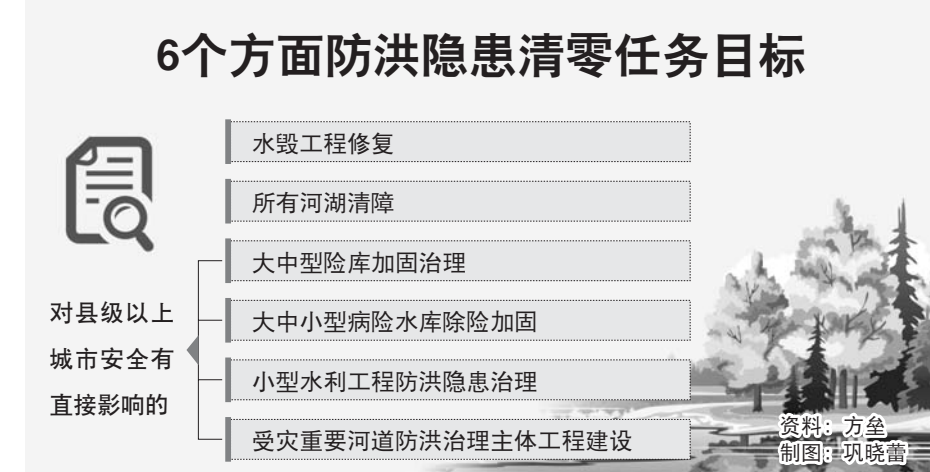 6个方面防洪隐患清零任务目标
水毁工程修复
所有河湖清障
对县级以上
城市安全有
直接影响的
大中型险库加固治理
大中小型病险水库除险加固
小型水利工程防洪隐患治理
受灾重要河道防洪治理主体工程建设
资料：方垒
制图：巩晓蕾